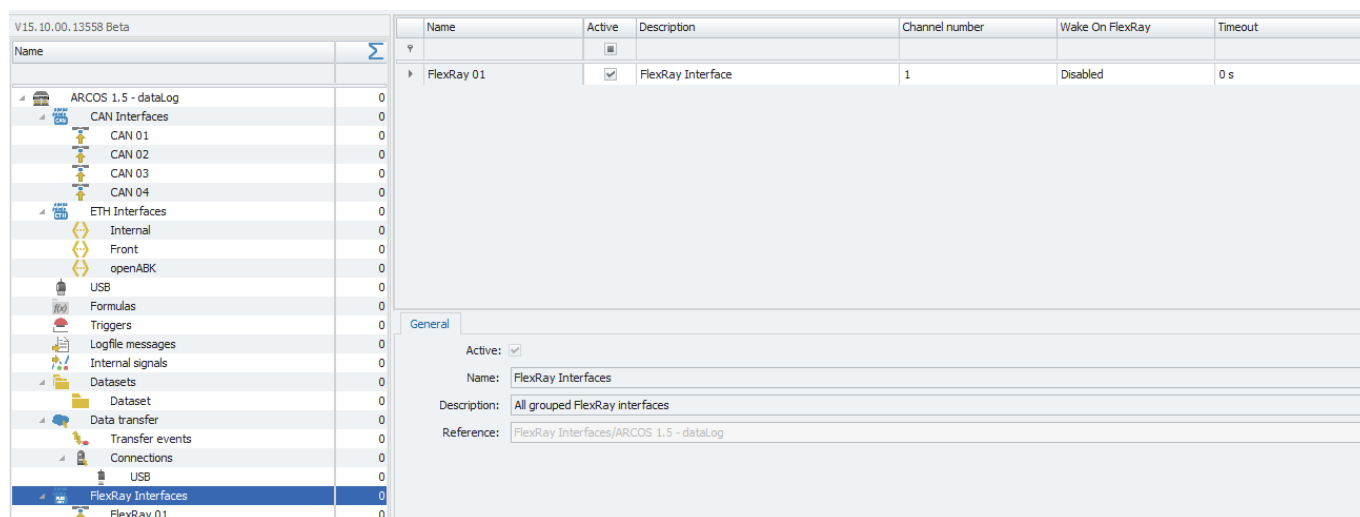 V15.10.00.13558 Beta
Name Σ
ARCOS 1.5 - dataLog 0
CAN Interfaces 0
CAN 01 0
CAN 02 0
CAN 03 0
CAN 04 0
ETH Interfaces 0
Internal 0
Front 0
openABK 0
USB 0
f(x) Formulas 0
Triggers 0
Logfile messages 0
Internal signals 0
Datasets 0
Dataset 0
Data transfer 0
Transfer events 0
Connections 0
USB 0
FlexRay Interfaces 0
FlexRay 01 0
Name Active Description Channel number Wake On FlexRay Timeout
FlexRay 01 FlexRay Interface 1 Disabled 0 s
General
Active:
Name: FlexRay Interfaces
Description: All grouped FlexRay interfaces
Reference: FlexRay Interfaces/ARCOS 1.5 - dataLog